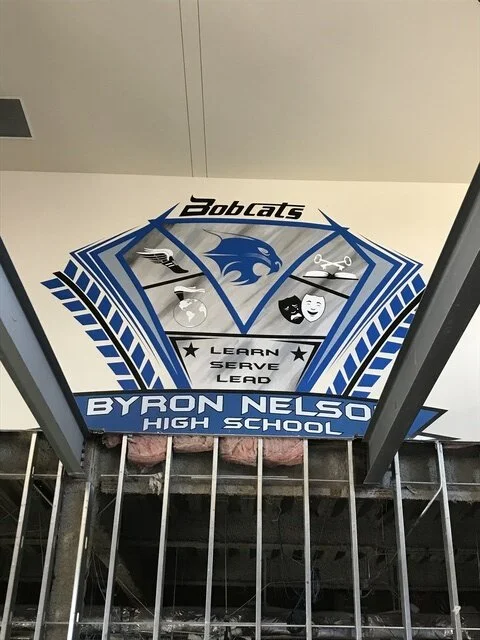 Bobcats
LEARN
SERVE
LEAD
BYRON NELSO
HIGH SCHOOL